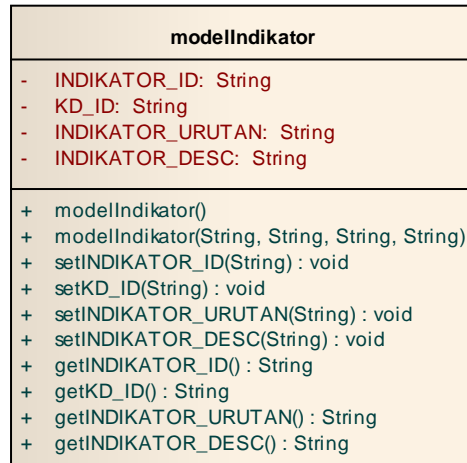 modelIndikator
- INDIKATOR_ID: String
- KD_ID: String
- INDIKATOR_URUTAN: String
- INDIKATOR_DESC: String
+ modelIndikator()
+ modelIndikator(String, String, String, String)
+ setINDIKATOR_ID(String) : void
+ setKD_ID(String) : void
+ setINDIKATOR_URUTAN(String) : void
+ setINDIKATOR_DESC(String) : void
+ getINDIKATOR_ID() : String
+ getKD_ID() : String
+ getINDIKATOR_URUTAN() : String
+ getINDIKATOR_DESC() : String